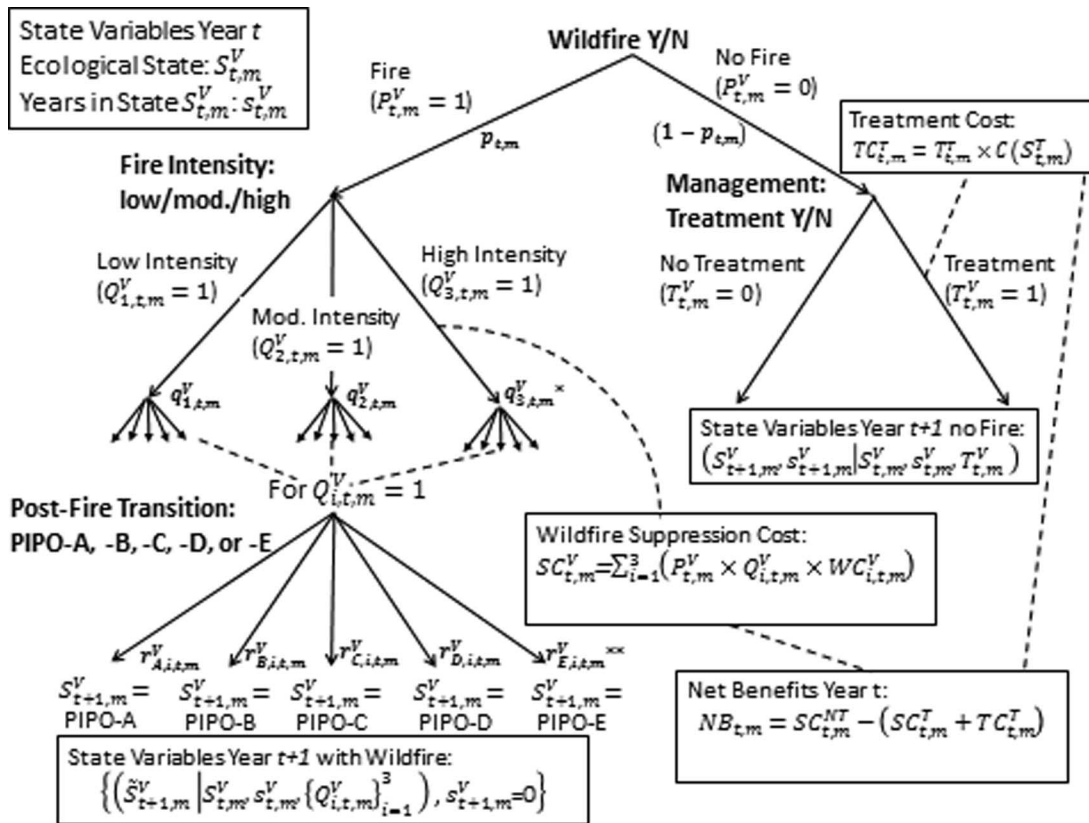 State Variables Year t
Ecological State: S^V_{t,m}
Years in State S^V_{t,m}: s^V_{t,m}
Wildfire Y/N
Fire
(P^V_{t,m} = 1)
p_{t,m}
No Fire
(P^V_{t,m} = 0)
(1 − p_{t,m})
Treatment Cost:
TC^T_{t,m} = T^T_{t,m} × C(S^T_{t,m})
Fire Intensity:
low/mod./high
Management:
Treatment Y/N
Low Intensity
(Q^V_{1,t,m} = 1)
Mod. Intensity
(Q^V_{2,t,m} = 1)
High Intensity
(Q^V_{3,t,m} = 1)
No Treatment
(T^V_{t,m} = 0)
Treatment
(T^V_{t,m} = 1)
q^V_{1,t,m}
q^V_{2,t,m}
q^V_{3,t,m}*
State Variables Year t+1 no Fire:
(S^V_{t+1,m}, s^V_{t+1,m}|S^V_{t,m}, s^V_{t,m}, T^V_{t,m})
For Q^V_{i,t,m} = 1
Post-Fire Transition:
PIPO-A, -B, -C, -D, or -E
Wildfire Suppression Cost:
SC^V_{t,m}=Σ^3_{i=1}(P^V_{t,m} × Q^V_{i,t,m} × WC^V_{i,t,m})
r^V_{A,i,t,m}
r^V_{B,i,t,m}
r^V_{C,i,t,m}
r^V_{D,i,t,m}
r^V_{E,i,t,m}**
S^V_{t+1,m} =
PIPO-A
S^V_{t+1,m} =
PIPO-B
S^V_{t+1,m} =
PIPO-C
S^V_{t+1,m} =
PIPO-D
S^V_{t+1,m} =
PIPO-E
Net Benefits Year t:
NB_{t,m} = SC^{NT}_{t,m} − (SC^T_{t,m} + TC^T_{t,m})
State Variables Year t+1 with Wildfire:
{(S̃^V_{t+1,m} |S^V_{t,m}, s^V_{t,m}, {Q^V_{i,t,m}}^3_{i=1}), s^V_{t+1,m}=0}